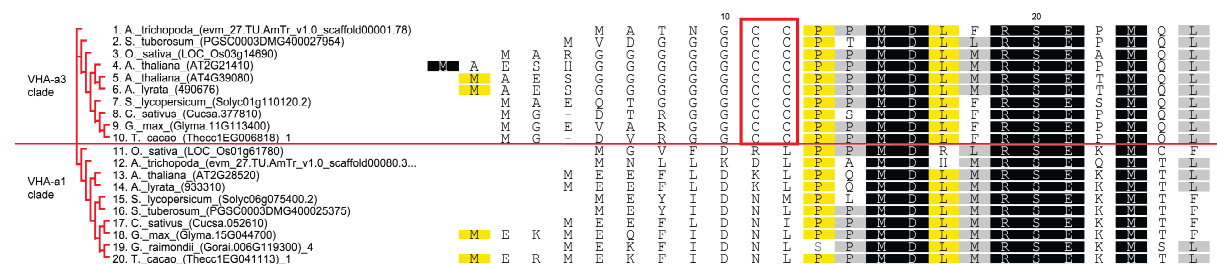 10 20
1. A._trichopoda_(evm_27.TU.AmTr_v1.0_scaffold00001.78) M A T N G C C P P M D L F R S E P M Q L
2. S._tuberosum_(PGSC0003DMG400027954) M V D G G G C C P T M D L L R S E P M Q L
3. O._sativa_(LOC_Os03g14690) M A R G G G G G C C P P M D L L R S E A M Q L
4. A._thaliana_(AT2G21410) M A E S H G G G G G C C P P M D L M R S E P M Q L
VHA-a3 clade
5. A._thaliana_(AT4G39080) M A E S G G G G G C C P P M D L M R S E T M Q L
6. A._lyrata_(490676) M A E S G G G G G C C P P M D L M R S E T M Q L
7. S._lycopersicum_(Solyc01g110120.2) M A E Q T G G G C C P P M D L F R S E S M Q L
8. C._sativus_(Cucsa.377810) M G - D T R G G C C P S M D L F R S E P M Q L
9. G._max_(Glyma.11G113400) M G E V A R G G C C P P M D L F R S E P M Q L
10. T._cacao_(Thecc1EG006818)_1 M G - D V R G G C C P P M D L F R S E P M Q L
11. O._sativa_(LOC_Os01g61780) M G V F D R L P P M D R L R S E K M C F
12. A._trichopoda_(evm_27.TU.AmTr_v1.0_scaffold00080.3... M N L L K D L P A M D H M R S E Q M T L
VHA-a1 clade
13. A._thaliana_(AT2G28520) M E E F L D K L P Q M D L M R S E K M T L
14. A._lyrata_(933310) M E E F L D K L P Q M D L M R S E K M T L
15. S._lycopersicum_(Solyc06g075400.2) M E Y I D N M P L M D L M R S E K M T F
16. S._tuberosum_(PGSC0003DMG400025375) M E Y I D N L P P M D L M R S E K M T F
17. C._sativus_(Cucsa.052610) M E E F L D N I P P M D L M R S E K M T F
18. G._max_(Glyma.15G044700) M E K M E Q F I D N L P P M D L M R S E K M T F
19. G._raimondii_(Gorai.006G119300)_4 M E K F I D N L S P M D L M R S E K M S L
20. T._cacao_(Thecc1EG041113)_1 M E R M E K F I D N L P P M D L M R S E K M T L